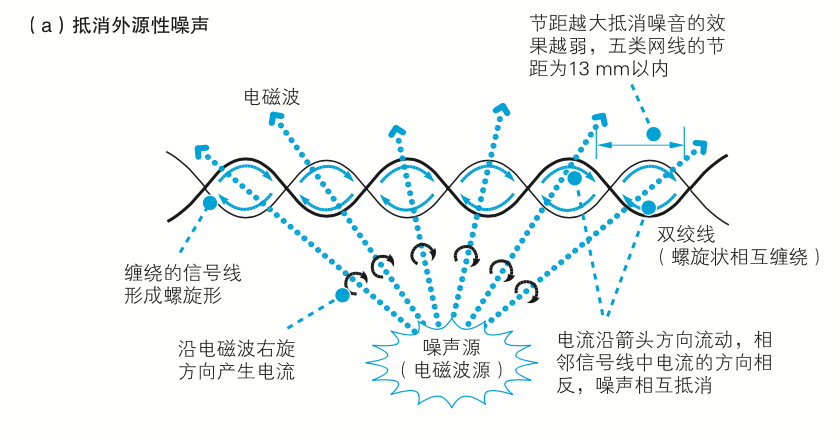 （a）抵消外源性噪声
节距越大抵消噪音的效
果越弱，五类网线的节
距为13 mm以内
电磁波
双绞线
（螺旋状相互缠绕）
缠绕的信号线
形成螺旋形
沿电磁波右旋
方向产生电流
噪声源
（电磁波源）
电流沿箭头方向流动，相
邻信号线中电流的方向相
反，噪声相互抵消